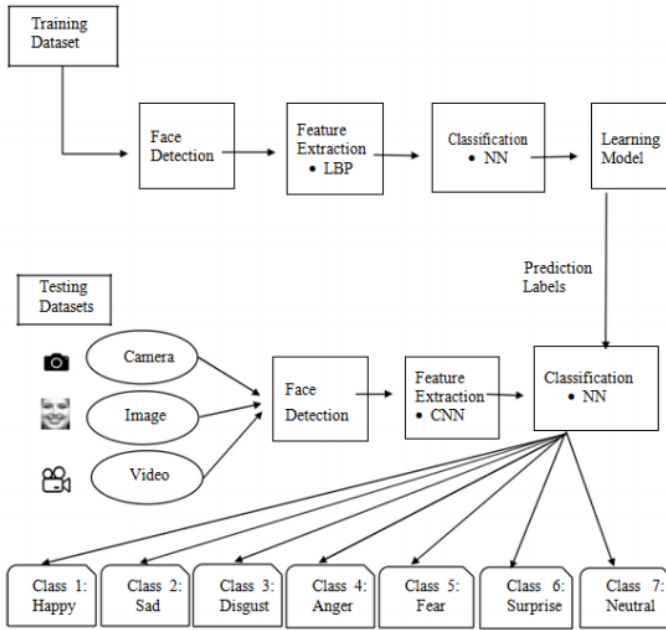 Training
Dataset
Face
Detection
Feature
Extraction
• LBP
Classification
• NN
Learning
Model
Prediction
Labels
Testing
Datasets
Camera
Image
Video
Face
Detection
Feature
Extraction
• CNN
Classification
• NN
Class 1:
Happy
Class 2:
Sad
Class 3:
Disgust
Class 4:
Anger
Class 5:
Fear
Class 6:
Surprise
Class 7:
Neutral